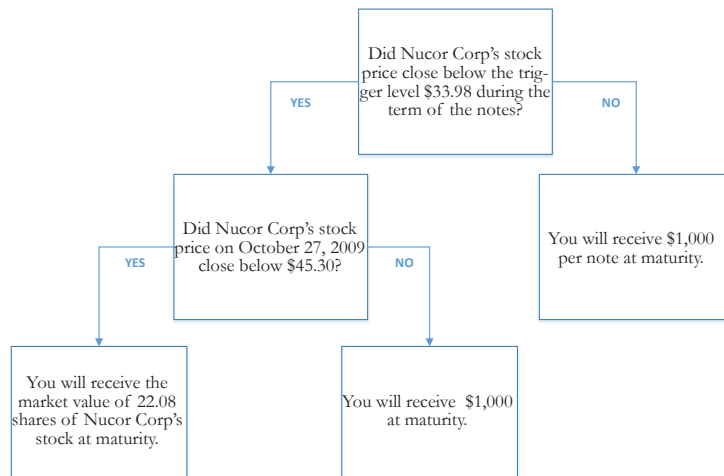 Did Nucor Corp's stock
price close below the trig-
ger level $33.98 during the
term of the notes?
YES
NO
Did Nucor Corp's stock
price on October 27, 2009
close below $45.30?
You will receive $1,000
per note at maturity.
YES
NO
You will receive the
market value of 22.08
shares of Nucor Corp's
stock at maturity.
You will receive $1,000
at maturity.